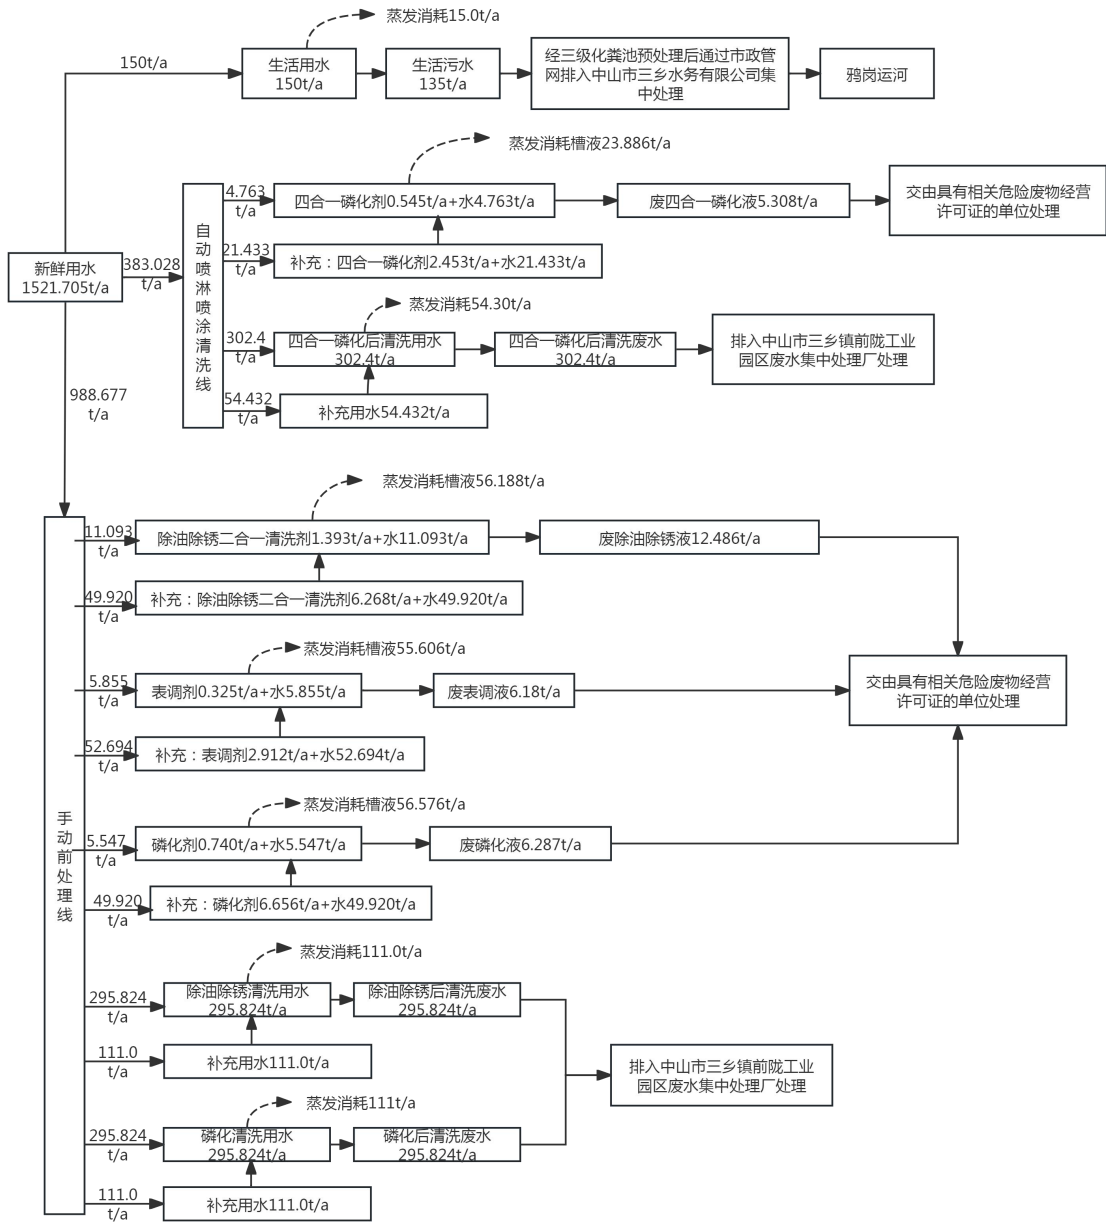 蒸发消耗15.0t/a
150t/a
生活用水
150t/a
生活污水
135t/a
经三级化粪池预处理后通过市政管
网排入中山市三乡水务有限公司集
中处理
鸦岗运河
蒸发消耗槽液23.886t/a
4.763
t/a
四合一磷化剂0.545t/a+水4.763t/a
废四合一磷化液5.308t/a
交由具有相关危险废物经营
许可证的单位处理
自动喷淋喷涂清洗线
21.433
t/a
补充：四合一磷化剂2.453t/a+水21.433t/a
新鲜用水
1521.705t/a
383.028
t/a
蒸发消耗54.30t/a
302.4
t/a
四合一磷化后清洗用水
302.4t/a
四合一磷化后清洗废水
302.4t/a
排入中山市三乡镇前陇工业
园区废水集中处理厂处理
54.432
t/a
补充用水54.432t/a
988.677
t/a
蒸发消耗槽液56.188t/a
11.093
t/a
除油除锈二合一清洗剂1.393t/a+水11.093t/a
废除油除锈液12.486t/a
49.920
t/a
补充：除油除锈二合一清洗剂6.268t/a+水49.920t/a
蒸发消耗槽液55.606t/a
5.855
t/a
表调剂0.325t/a+水5.855t/a
废表调液6.18t/a
交由具有相关危险废物经营
许可证的单位处理
52.694
t/a
补充：表调剂2.912t/a+水52.694t/a
手动前处理线
蒸发消耗槽液56.576t/a
5.547
t/a
磷化剂0.740t/a+水5.547t/a
废磷化液6.287t/a
49.920
t/a
补充：磷化剂6.656t/a+水49.920t/a
蒸发消耗111.0t/a
295.824
t/a
除油除锈清洗用水
295.824t/a
除油除锈后清洗废水
295.824t/a
111.0
t/a
补充用水111.0t/a
排入中山市三乡镇前陇工业
园区废水集中处理厂处理
蒸发消耗111t/a
295.824
t/a
磷化清洗用水
295.824t/a
磷化后清洗废水
295.824t/a
111.0
t/a
补充用水111.0t/a